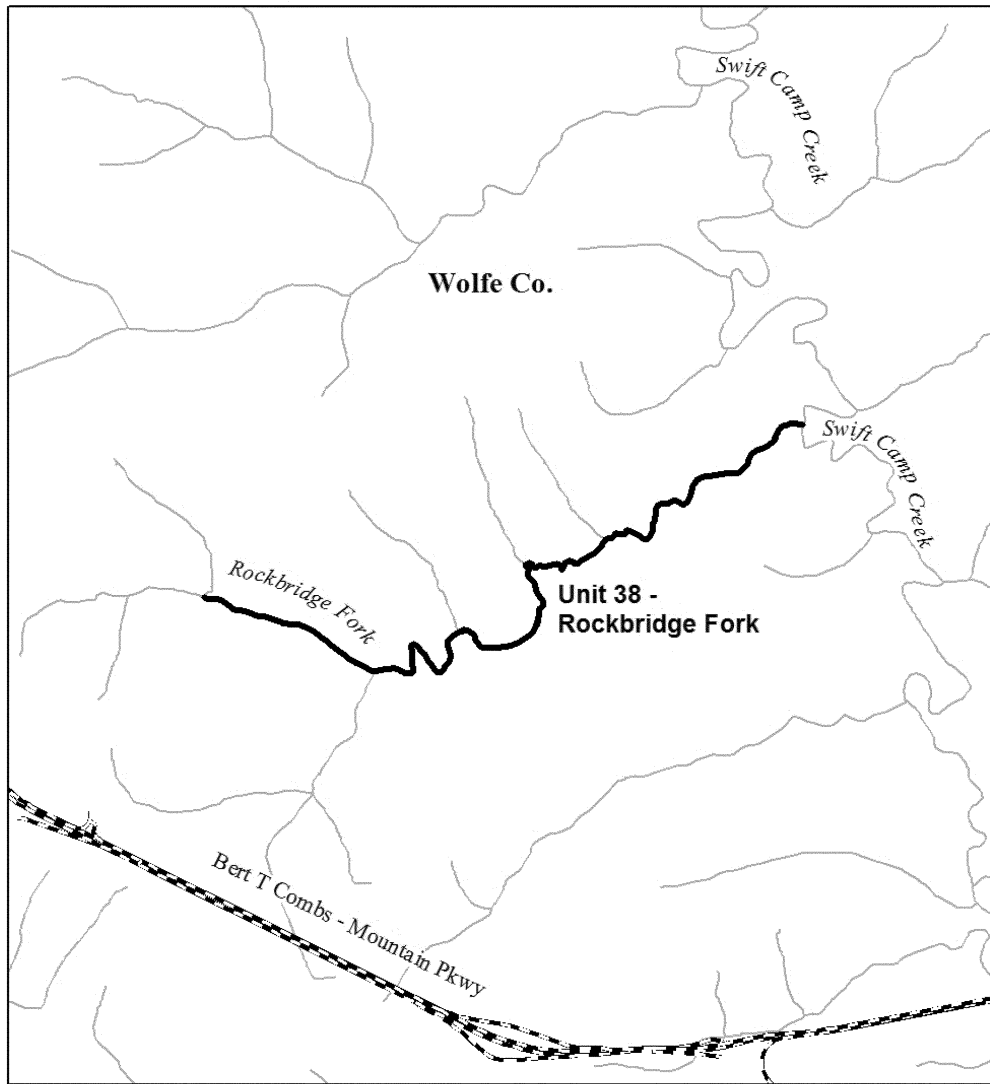 Swift Camp Creek
Wolfe Co.
Swift Camp Creek
Rockbridge Fork
Unit 38 -
Rockbridge Fork
Bert T Combs - Mountain Pkwy